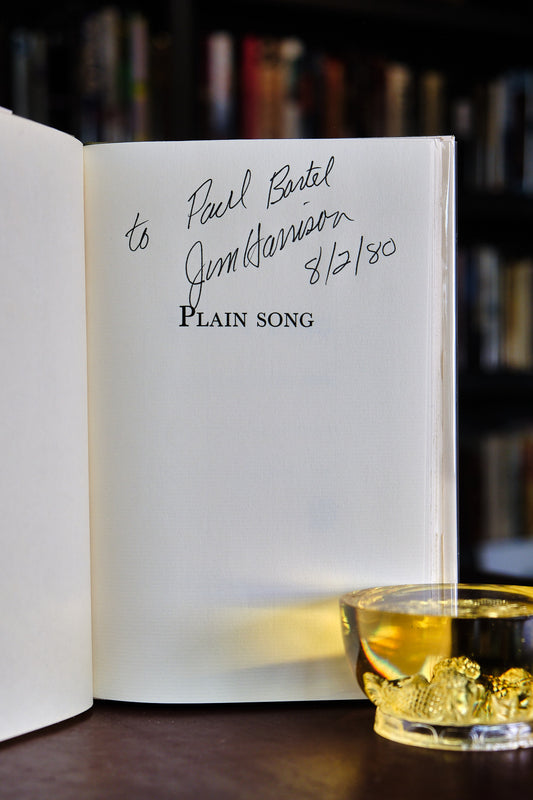 to Paul Bartel
Jim Harrison
8/2/80
PLAIN SONG